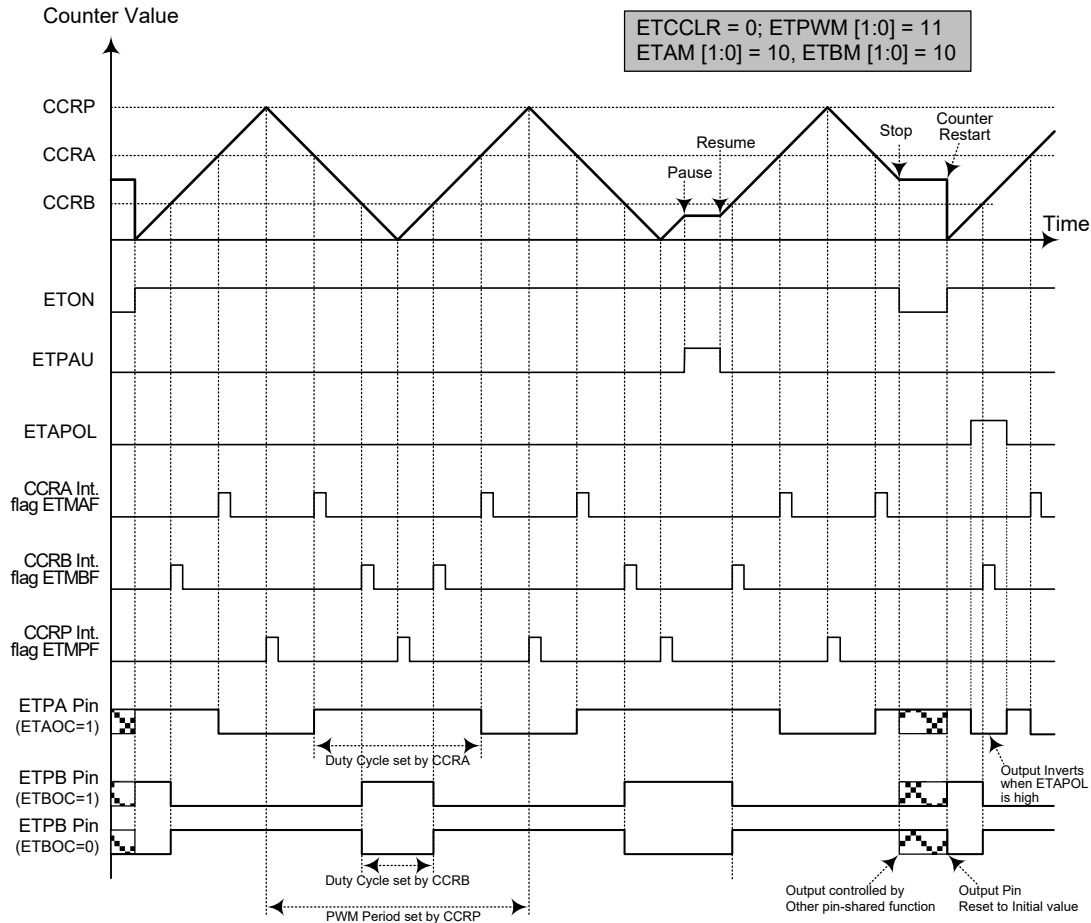 Counter Value
ETCCLR = 0; ETPWM [1:0] = 11
ETAM [1:0] = 10, ETBM [1:0] = 10
CCRP
CCRA
CCRB
Pause
Resume
Stop
Counter
Restart
Time
ETON
ETPAU
ETAPOL
CCRA Int.
flag ETMAF
CCRB Int.
flag ETMBF
CCRP Int.
flag ETMPF
ETPA Pin
(ETAOC=1)
Duty Cycle set by CCRA
Output Inverts
when ETAPOL
is high
ETPB Pin
(ETBOC=1)
ETPB Pin
(ETBOC=0)
Duty Cycle set by CCRB
PWM Period set by CCRP
Output controlled by
Other pin-shared function
Output Pin
Reset to Initial value